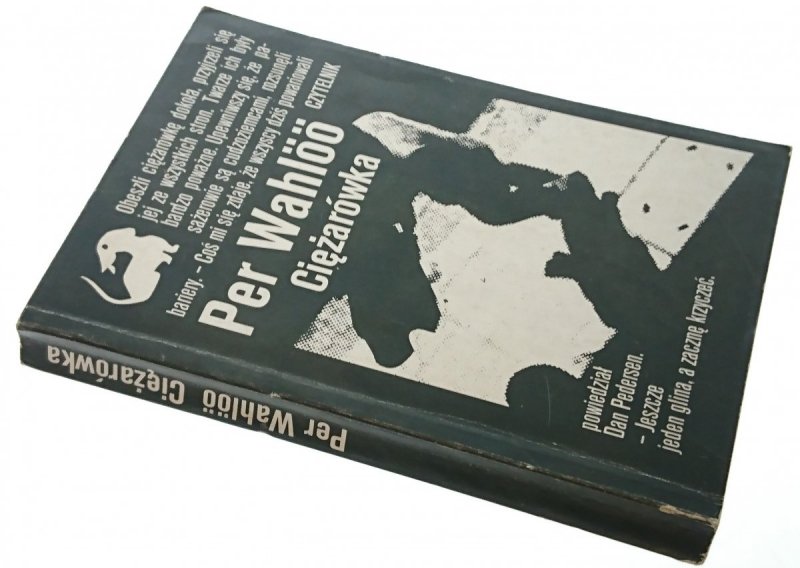 Obeszli ciężarówkę dokoła, przyjrzeli się
jej ze wszystkich stron. Twarze ich były
bardzo poważne. Upewniwszy się, że pa-
sażerowie są cudzoziemcami, rozsunęli
bariery. – Coś mi się zdaje, że wszyscy dziś powariowali
Per Wahlöö
CZYTELNIK
Ciężarówka
powiedział
Dan Pedersen.
– Jeszcze
jeden glina, a zacznę krzyczeć.
Per Wahlöö Ciężarówka